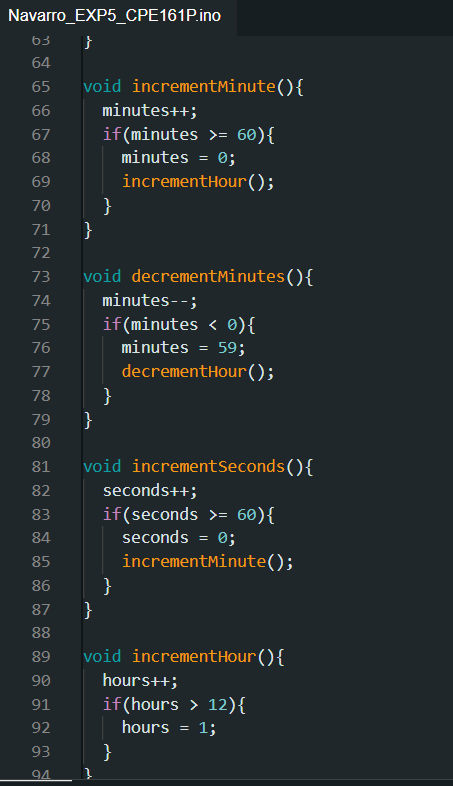 Navarro_EXP5_CPE161P.ino
63 }
64
65 void incrementMinute(){
66 minutes++;
67 if(minutes >= 60){
68 minutes = 0;
69 incrementHour();
70 }
71 }
72
73 void decrementMinutes(){
74 minutes--;
75 if(minutes < 0){
76 minutes = 59;
77 decrementHour();
78 }
79 }
80
81 void incrementSeconds(){
82 seconds++;
83 if(seconds >= 60){
84 seconds = 0;
85 incrementMinute();
86 }
87 }
88
89 void incrementHour(){
90 hours++;
91 if(hours > 12){
92 hours = 1;
93 }
94 }